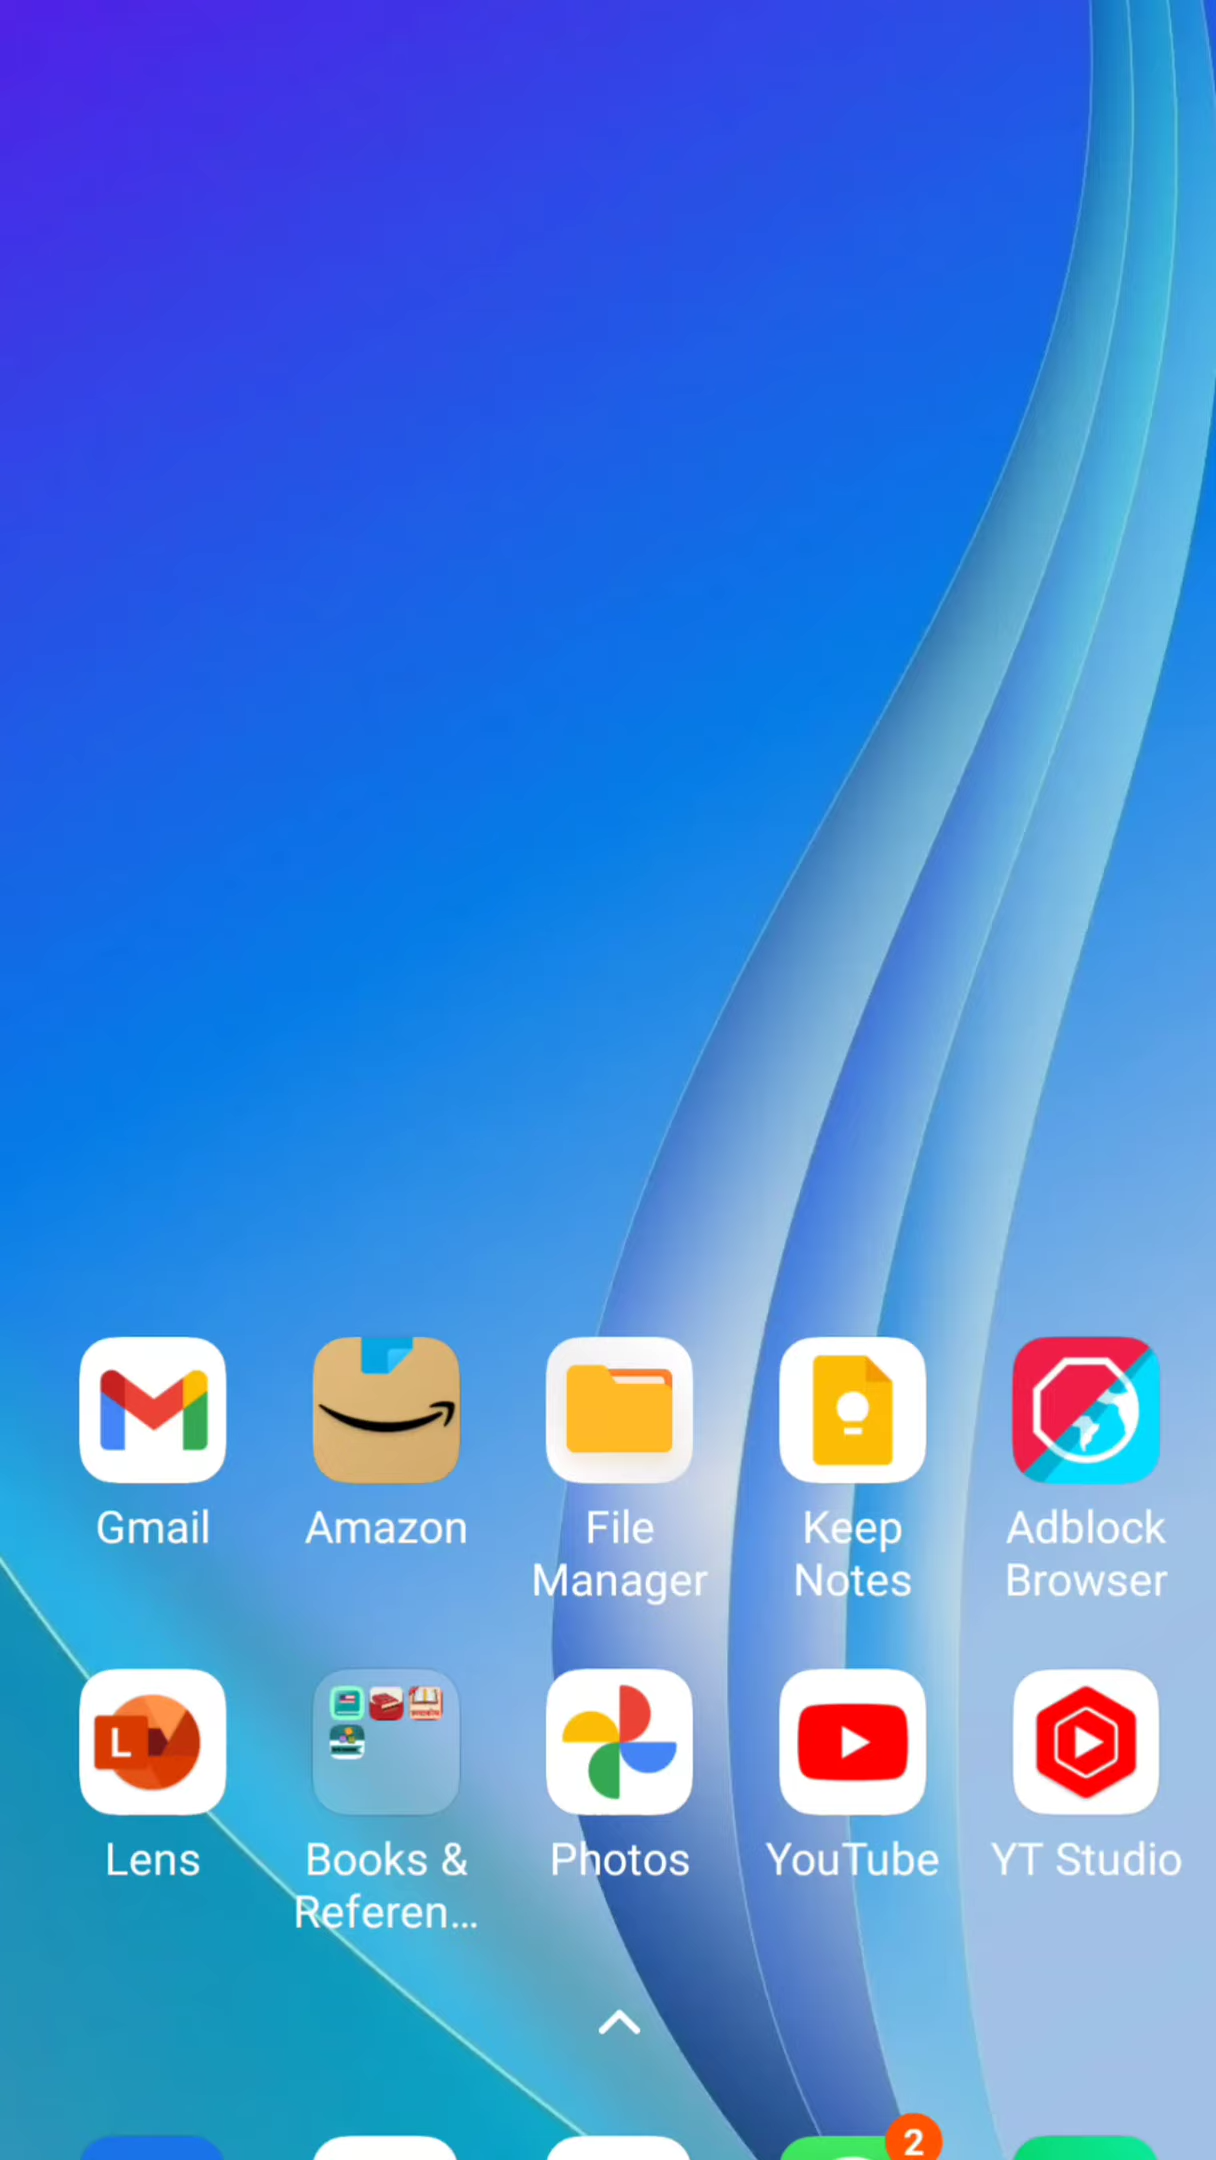 Gmail
Amazon
File
Manager
Keep
Notes
Adblock
Browser
L
Lens
Books &
Referen...
Photos
YouTube
YT Studio
2